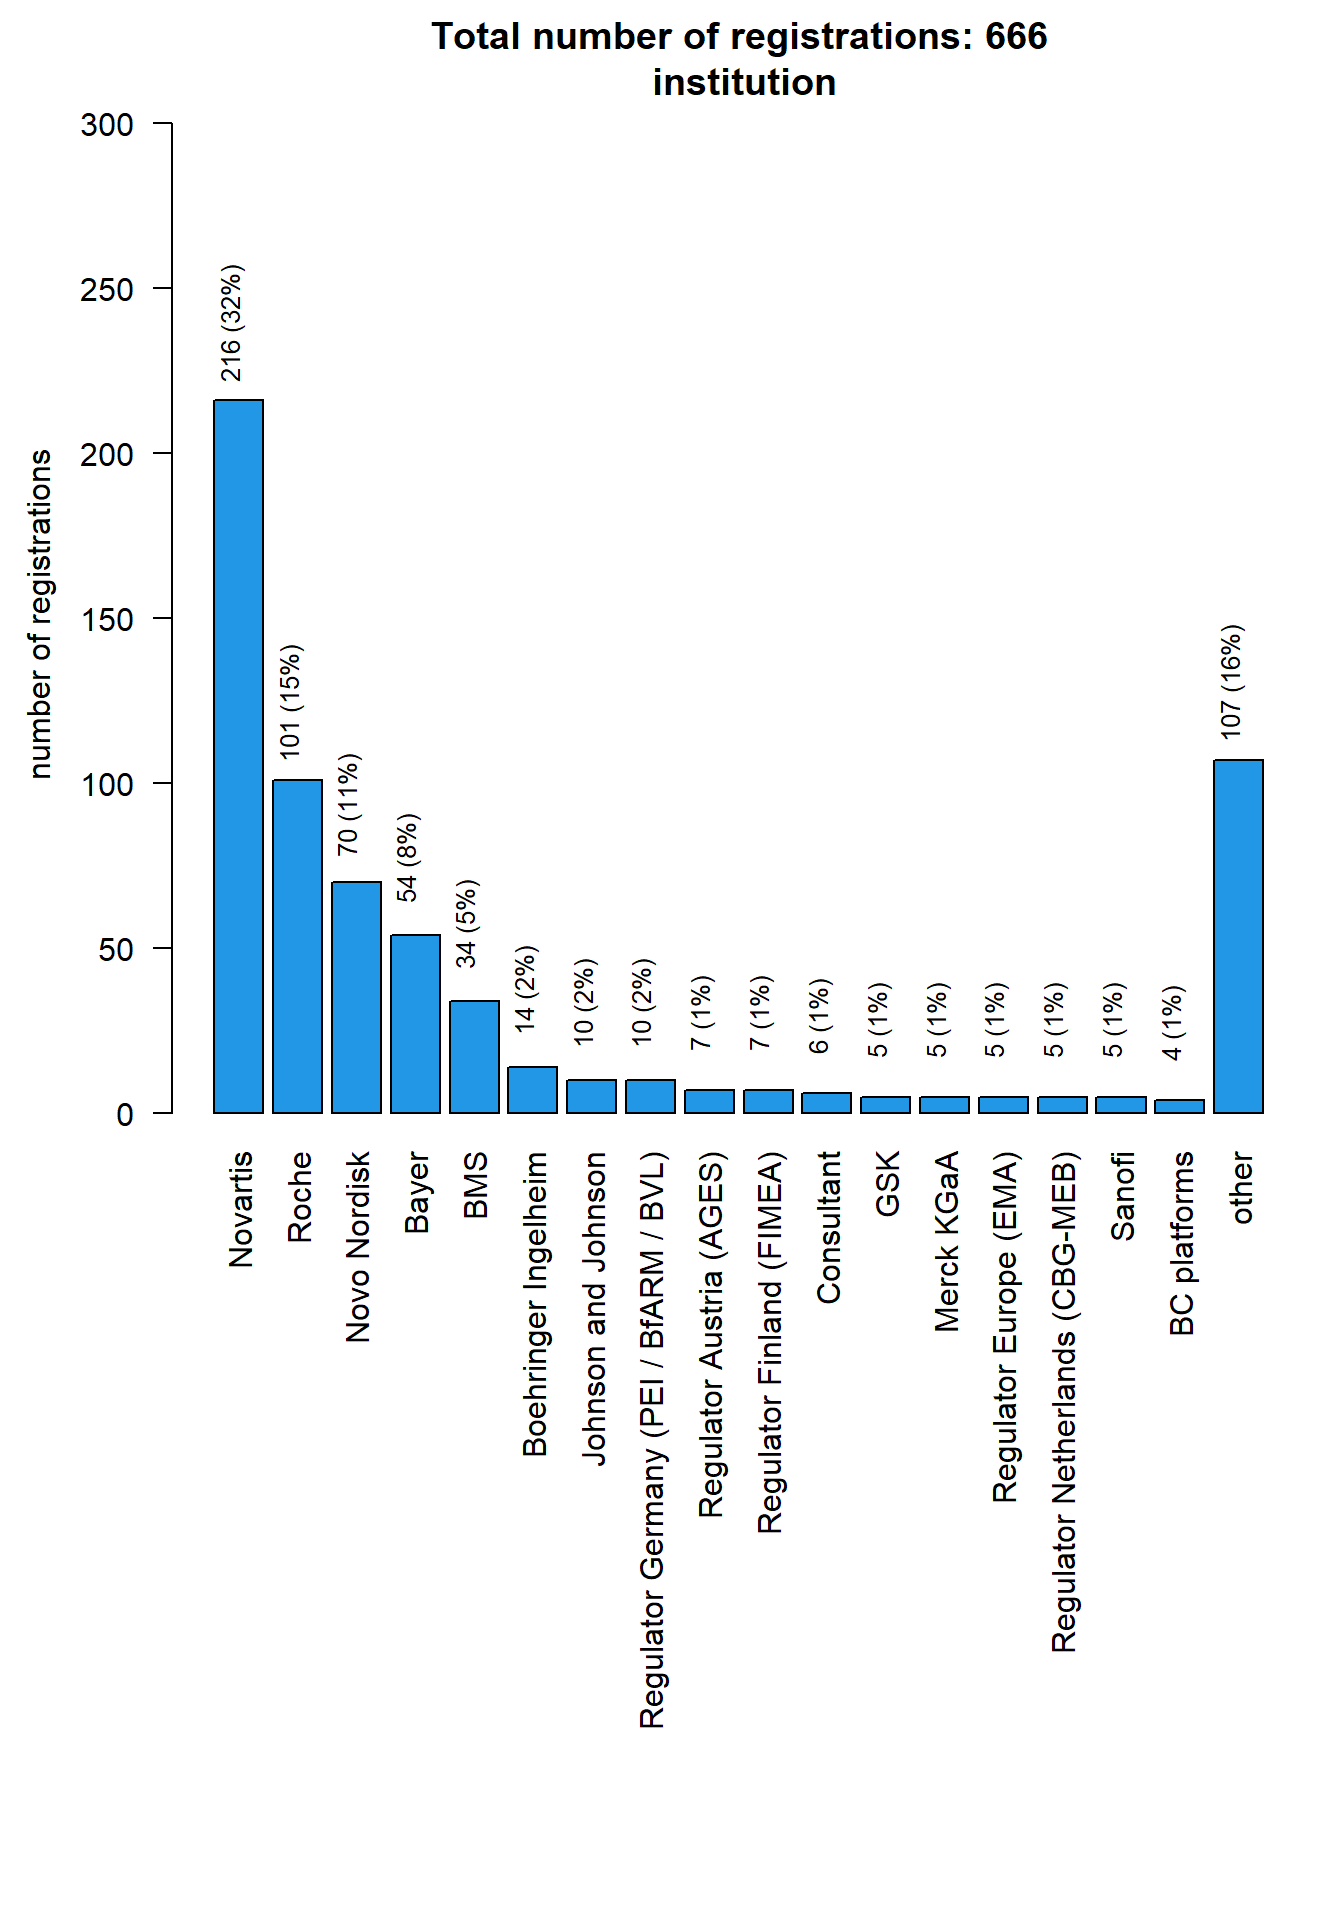 Total number of registrations: 666
institution
number of registrations
300
250
200
150
100
50
0
216 (32%)
101 (15%)
70 (11%)
54 (8%)
34 (5%)
14 (2%)
10 (2%)
10 (2%)
7 (1%)
7 (1%)
6 (1%)
5 (1%)
5 (1%)
5 (1%)
5 (1%)
5 (1%)
4 (1%)
107 (16%)
Novartis
Roche
Novo Nordisk
Bayer
BMS
Boehringer Ingelheim
Johnson and Johnson
Regulator Germany (PEI / BfARM / BVL)
Regulator Austria (AGES)
Regulator Finland (FIMEA)
Consultant
GSK
Merck KGaA
Regulator Europe (EMA)
Regulator Netherlands (CBG-MEB)
Sanofi
BC platforms
other